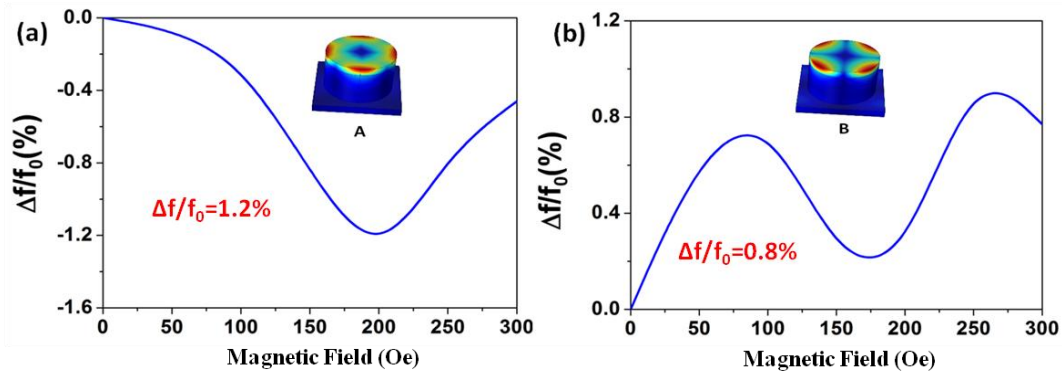 (a)
0.0
-0.4
-0.8
-1.2
-1.6
Δf/f₀(%)
A
Δf/f₀=1.2%
0
50
100
150
200
250
300
Magnetic Field (Oe)
(b)
1.2
0.8
0.4
0.0
Δf/f₀(%)
B
Δf/f₀=0.8%
0
50
100
150
200
250
300
Magnetic Field (Oe)